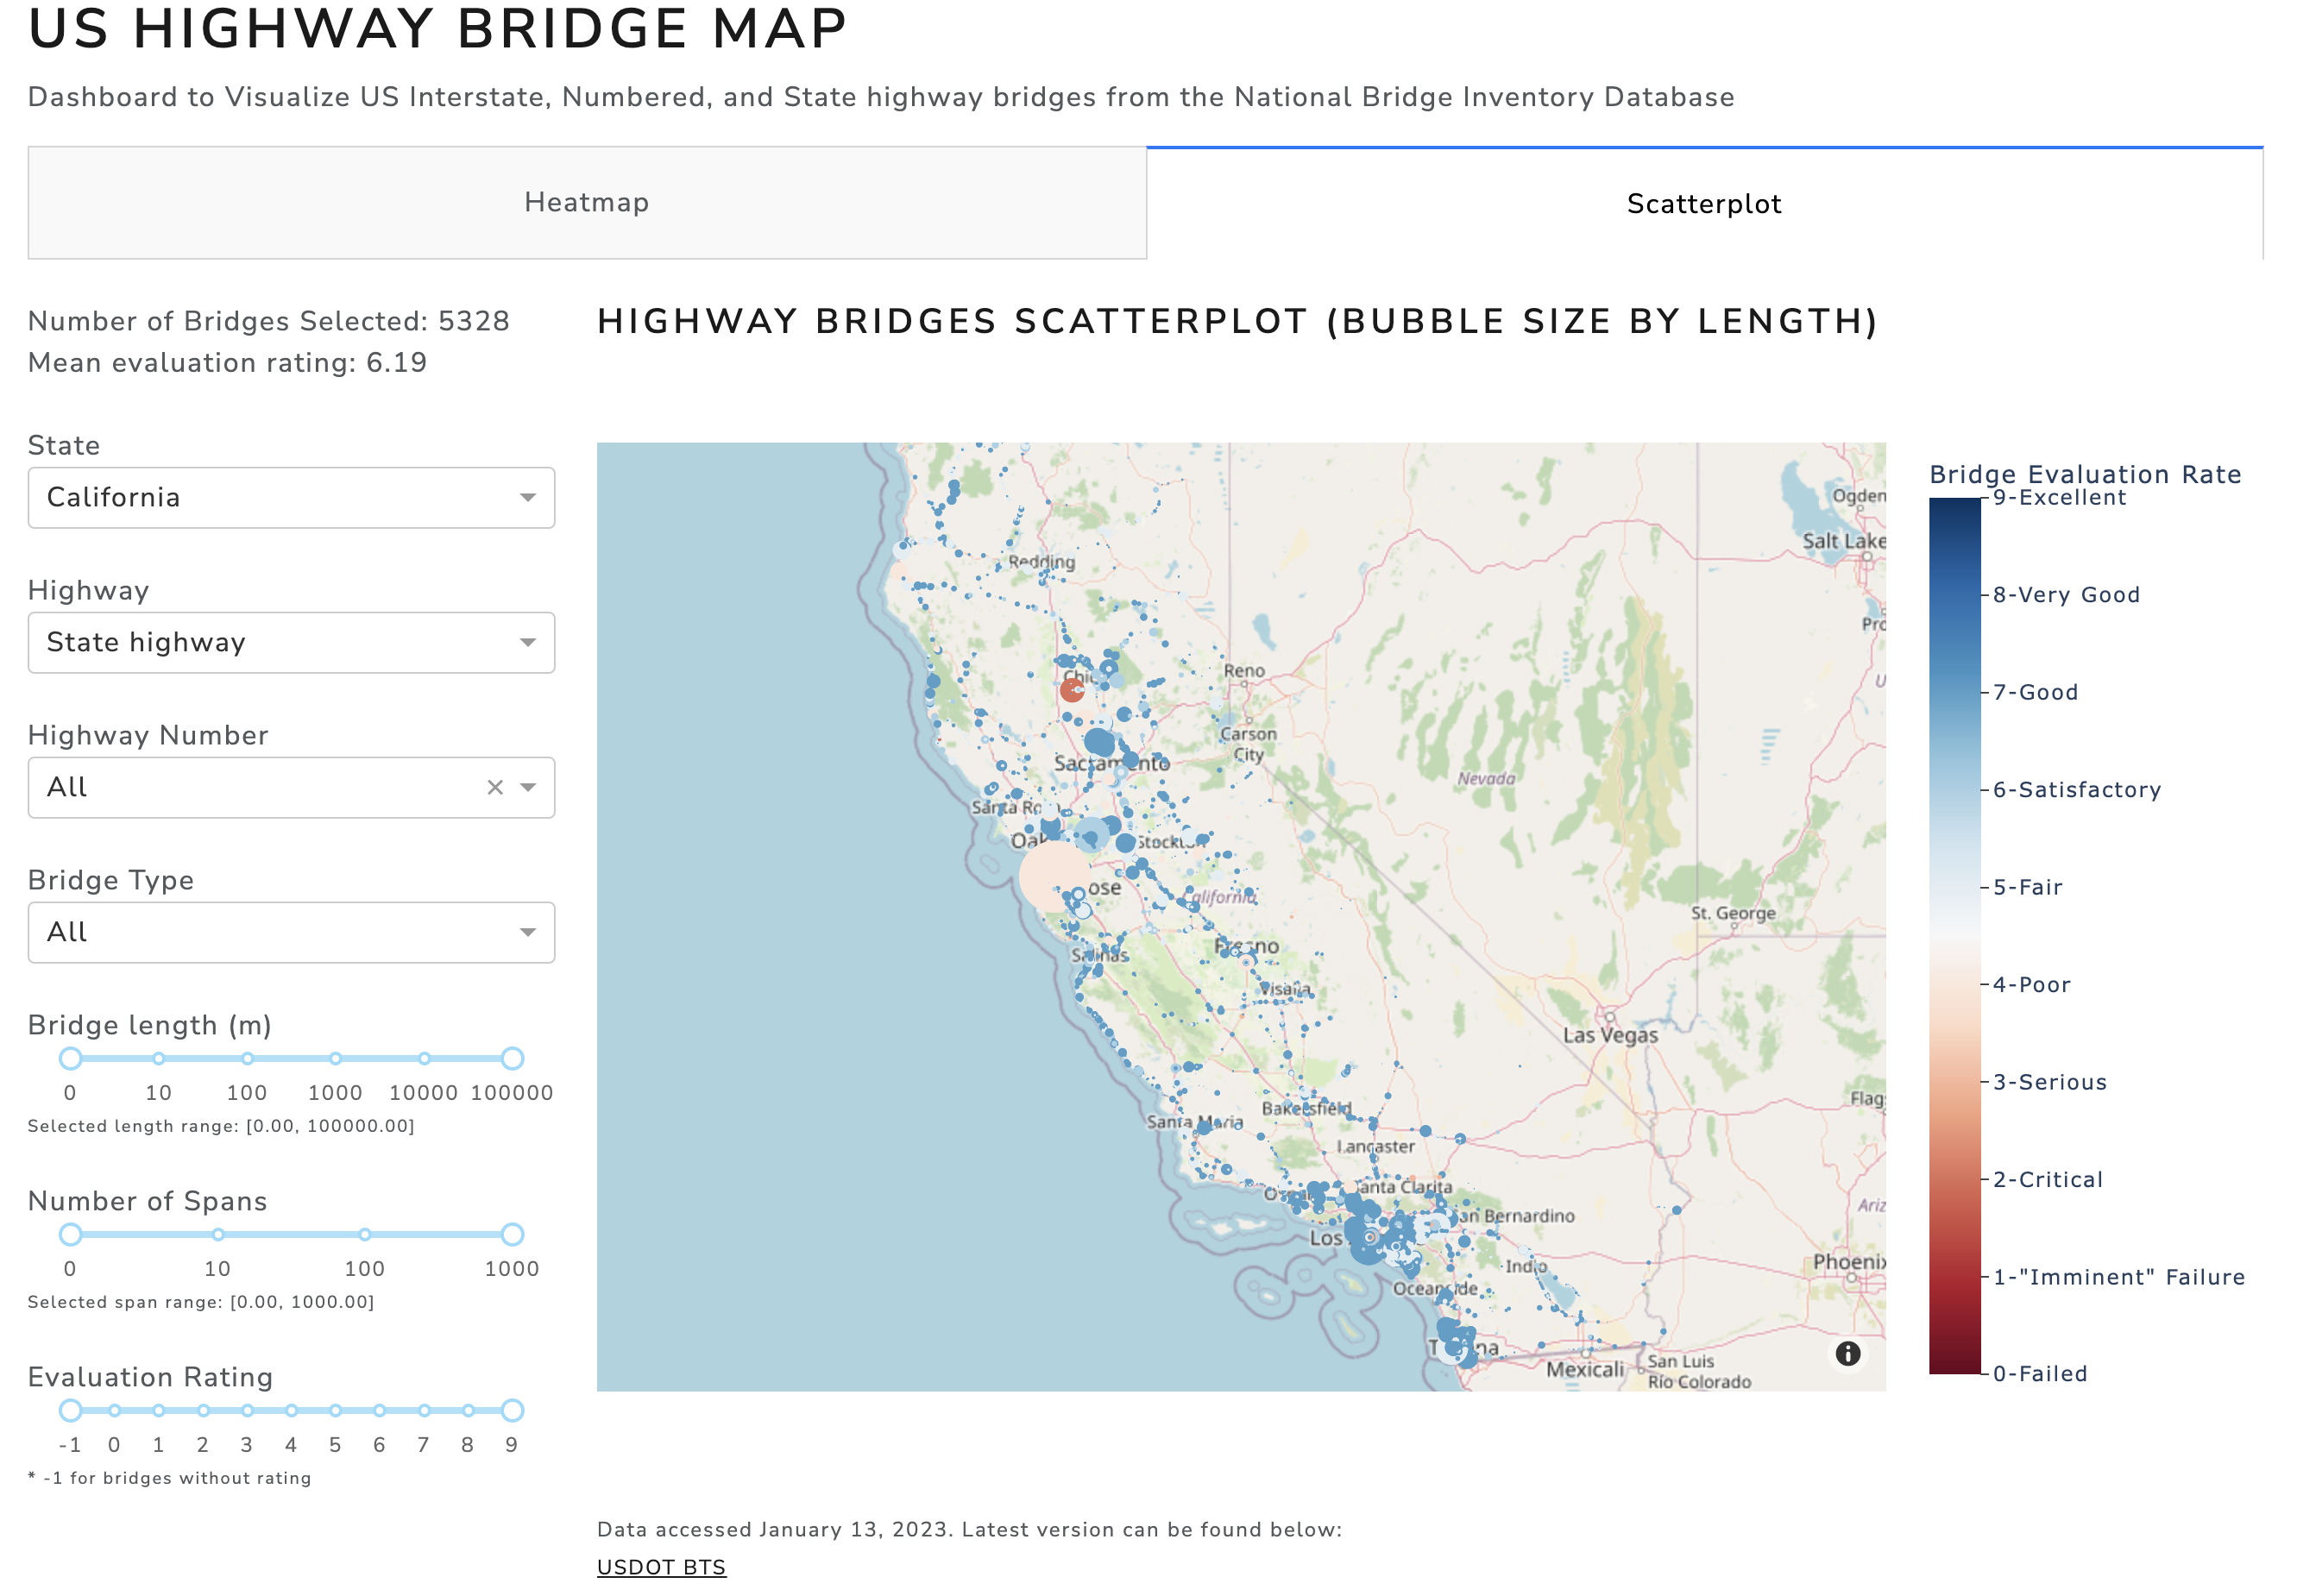 US HIGHWAY BRIDGE MAP
Dashboard to Visualize US Interstate, Numbered, and State highway bridges from the National Bridge Inventory Database
Heatmap
Scatterplot
Number of Bridges Selected: 5328
Mean evaluation rating: 6.19
State
California
Highway
State highway
Highway Number
All
Bridge Type
All
Bridge length (m)
0 10 100 1000 10000 100000
Selected length range: [0.00, 100000.00]
Number of Spans
0 10 100 1000
Selected span range: [0.00, 1000.00]
Evaluation Rating
-1 0 1 2 3 4 5 6 7 8 9
* -1 for bridges without rating
HIGHWAY BRIDGES SCATTERPLOT (BUBBLE SIZE BY LENGTH)
Ogden
Salt Lake
Redding
Pro
Reno
Carson
City
Sacramento
Nevada
Santa Ro
Oak
Stockton
ose
California
St. George
Fresno
Salinas
Visalia
Las Vegas
Bakersfield
Flag
Santa Maria
Lancaster
Santa Clarita
San Bernardino
Ariz
Los
Indio
Phoenix
Oceanside
Mexicali
San Luis
Río Colorado
Bridge Evaluation Rate
9-Excellent
8-Very Good
7-Good
6-Satisfactory
5-Fair
4-Poor
3-Serious
2-Critical
1-"Imminent" Failure
0-Failed
Data accessed January 13, 2023. Latest version can be found below:
USDOT BTS